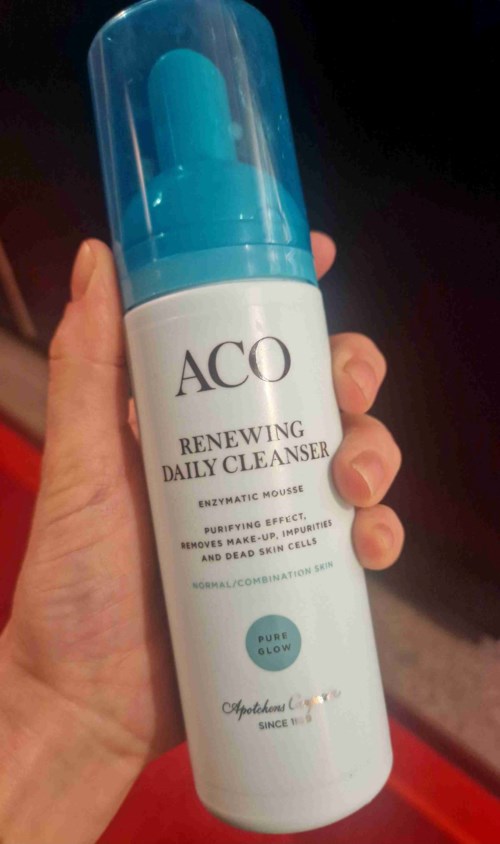 ACO
RENEWING
DAILY CLEANSER
ENZYMATIC MOUSSE
PURIFYING EFFECT,
REMOVES MAKE-UP, IMPURITIES
AND DEAD SKIN CELLS
NORMAL/COMBINATION SKIN
PURE
GLOW
SINCE